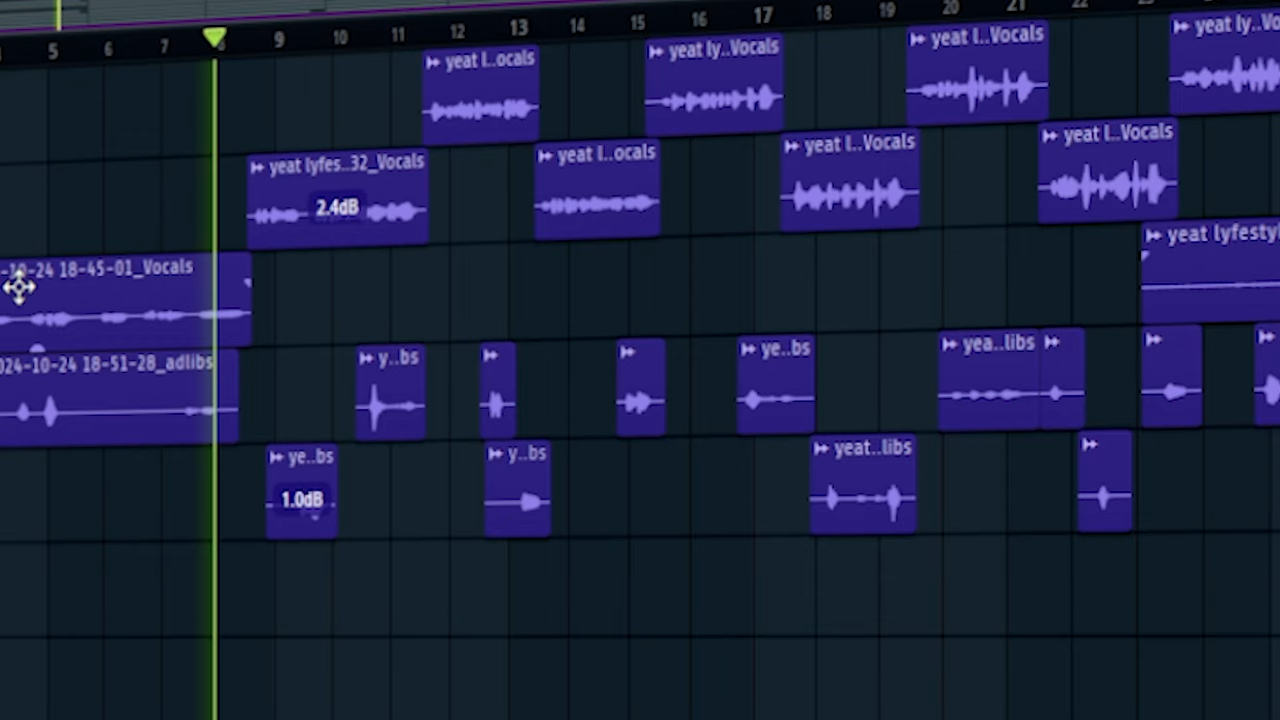 5 6 7 8 9 10 11 12 13 14 15 16 17 18 19 20 21 22
yeat l..ocals
yeat ly..Vocals
yeat l..Vocals
yeat ly..Vo
yeat lyfes..32_Vocals
2.4dB
yeat l..ocals
yeat l..Vocals
yeat l..Vocals
-10-24 18-45-01_Vocals
yeat lyfesty
024-10-24 18-51-28_adlibs
y..bs
ye..bs
yea..libs
ye..bs
1.0dB
y..bs
yeat..libs